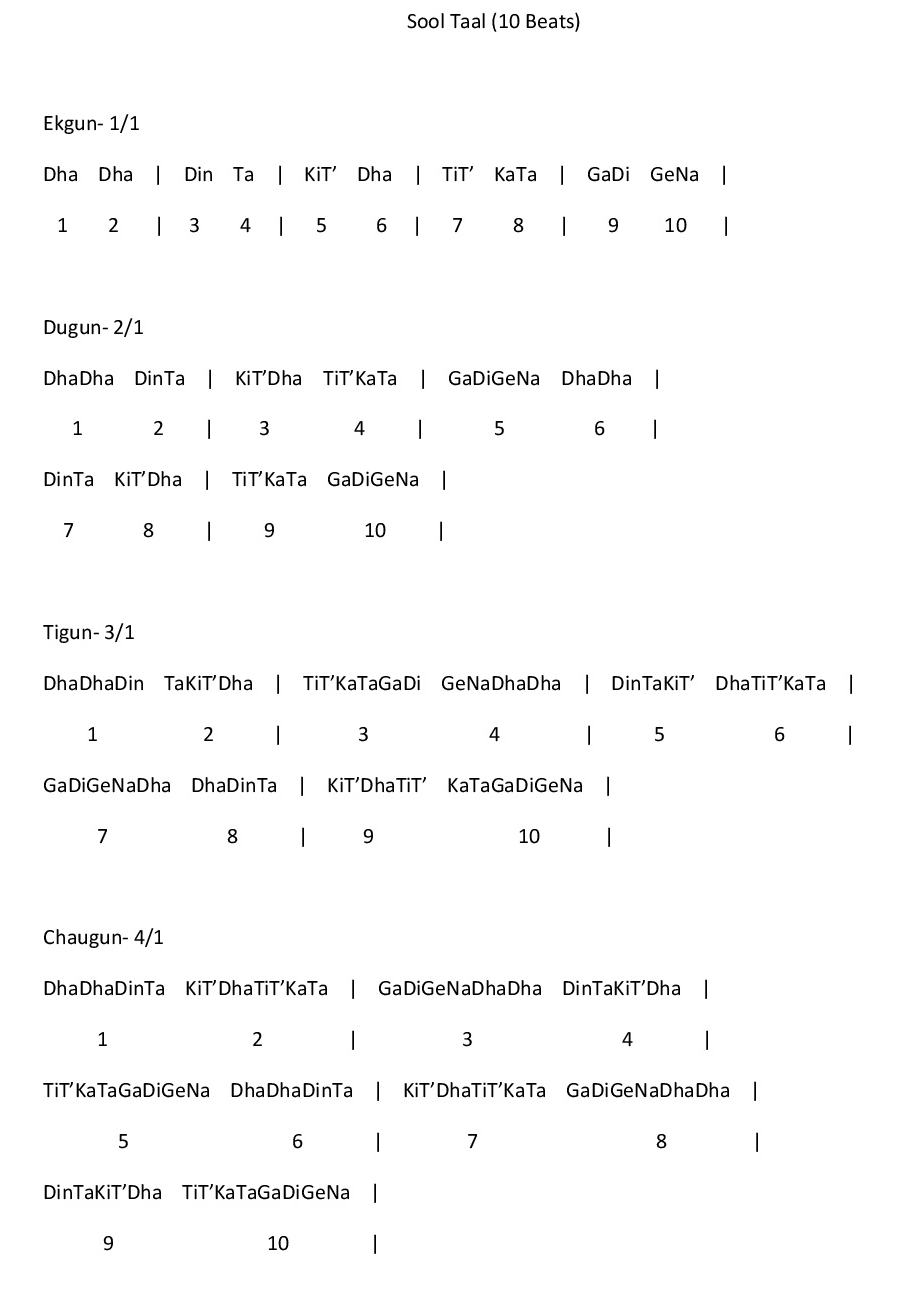 Sool Taal (10 Beats)
Ekgun- 1/1
Dha Dha | Din Ta | KiT’ Dha | TiT’ KaTa | GaDi GeNa |
1 2 | 3 4 | 5 6 | 7 8 | 9 10 |
Dugun- 2/1
DhaDha DinTa | KiT’Dha TiT’KaTa | GaDiGeNa DhaDha |
1 2 | 3 4 | 5 6 |
DinTa KiT’Dha | TiT’KaTa GaDiGeNa |
7 8 | 9 10 |
Tigun- 3/1
DhaDhaDin TaKiT’Dha | TiT’KaTaGaDi GeNaDhaDha | DinTaKiT’ DhaTiT’KaTa |
1 2 | 3 4 | 5 6 |
GaDiGeNaDha DhaDinTa | KiT’DhaTiT’ KaTaGaDiGeNa |
7 8 | 9 10 |
Chaugun- 4/1
DhaDhaDinTa KiT’DhaTiT’KaTa | GaDiGeNaDhaDha DinTaKiT’Dha |
1 2 | 3 4 |
TiT’KaTaGaDiGeNa DhaDhaDinTa | KiT’DhaTiT’KaTa GaDiGeNaDhaDha |
5 6 | 7 8 |
DinTaKiT’Dha TiT’KaTaGaDiGeNa |
9 10 |